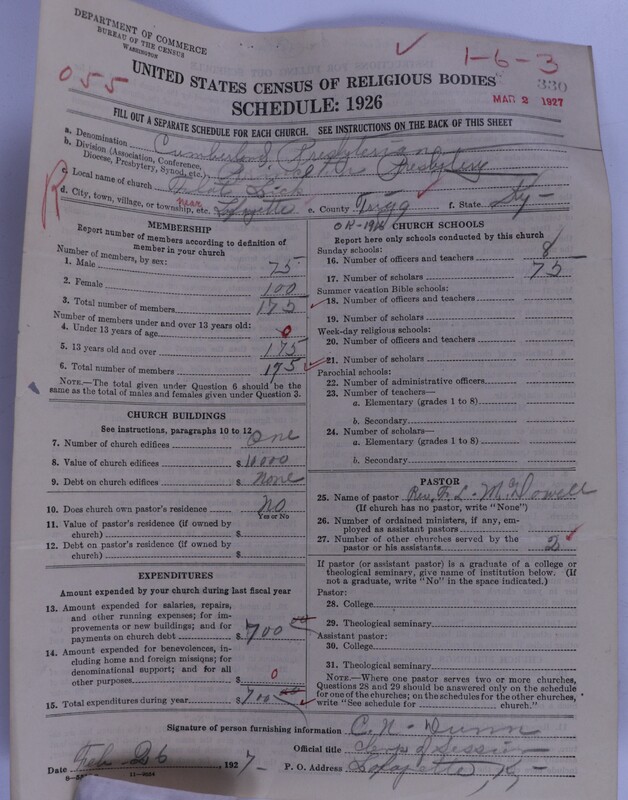 DEPARTMENT OF COMMERCE
BUREAU OF THE CENSUS
WASHINGTON
1-6-3
330
055
MAR 2 1927
UNITED STATES CENSUS OF RELIGIOUS BODIES
SCHEDULE: 1926
FILL OUT A SEPARATE SCHEDULE FOR EACH CHURCH. SEE INSTRUCTIONS ON THE BACK OF THIS SHEET
a. Denomination Cumberland Presbyterian
b. Division (Association, Conference, Diocese, Presbytery, Synod, etc.) Presbytery
c. Local name of church Lick
R
d. City, town, village, or township, etc. near Lafayette e. County Trigg f. State Ky-
MEMBERSHIP
Report number of members according to definition of
member in your church
Number of members, by sex:
1. Male 75
2. Female 100
3. Total number of members 175
Number of members under and over 13 years old:
4. Under 13 years of age 0
5. 13 years old and over 175
6. Total number of members 175
NOTE.—The total given under Question 6 should be the
same as the total of males and females given under Question 3.
CHURCH BUILDINGS
See instructions, paragraphs 10 to 12
7. Number of church edifices one
8. Value of church edifices $ 10000
9. Debt on church edifices $ None
10. Does church own pastor's residence No
Yes or No
11. Value of pastor's residence (if owned by
church) $
12. Debt on pastor's residence (if owned by
church) $
EXPENDITURES
Amount expended by your church during last fiscal year
13. Amount expended for salaries, repairs,
and other running expenses; for im-
provements or new buildings; and for
payments on church debt $ 700 00
14. Amount expended for benevolences, in-
cluding home and foreign missions; for
denominational support; and for all
other purposes $ 0
15. Total expenditures during year $ 700 00
OK-1926 CHURCH SCHOOLS
Report here only schools conducted by this church
Sunday schools:
16. Number of officers and teachers 8
17. Number of scholars 75
Summer vacation Bible schools:
18. Number of officers and teachers
19. Number of scholars
Week-day religious schools:
20. Number of officers and teachers
21. Number of scholars
Parochial schools:
22. Number of administrative officers
23. Number of teachers—
a. Elementary (grades 1 to 8)
b. Secondary
24. Number of scholars—
a. Elementary (grades 1 to 8)
b. Secondary
PASTOR
25. Name of pastor Rev. L. McDowell
(If church has no pastor, write "None")
26. Number of ordained ministers, if any, em-
ployed as assistant pastors
27. Number of other churches served by the
pastor or his assistants 2
If pastor (or assistant pastor) is a graduate of a college or
theological seminary, give name of institution below. (If
not a graduate, write "No" in the space indicated.)
Pastor:
28. College
29. Theological seminary
Assistant pastor:
30. College
31. Theological seminary
NOTE.—Where one pastor serves two or more churches,
Questions 28 and 29 should be answered only on the schedule
for one of the churches; on the schedules for the other churches,
write "See schedule for church."
Signature of person furnishing information C. N. Dunn
Official title Session
Date Feb 26 1927 P. O. Address Lafayette, Ky-
11-2024